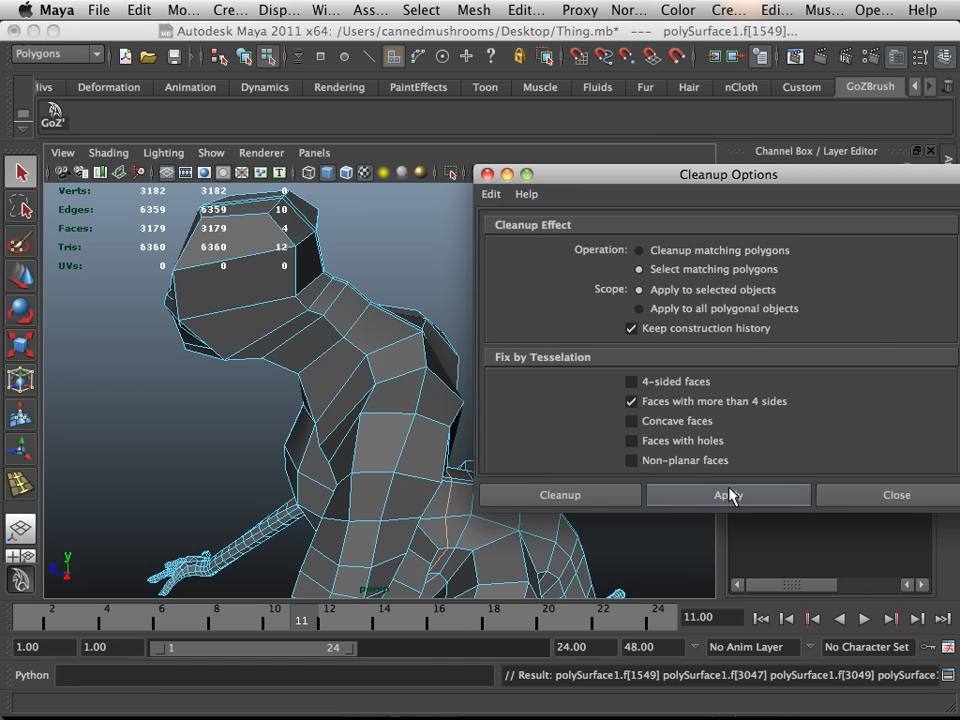 Maya File Edit Mo... Cre... Disp... Wi... Ass... Select Mesh Edit... Proxy Nor... Color Cre... Edi... Mus... Ope... Help
Autodesk Maya 2011 x64: /Users/cannedmushrooms/Desktop/Thing.mb* --- polySurface1.f[1549]...
Polygons
ivs Deformation Animation Dynamics Rendering PaintEffects Toon Muscle Fluids Fur Hair nCloth Custom GoZBrush
GoZ'
View Shading Lighting Show Renderer Panels
Channel Box / Layer Editor
Cleanup Options
Edit Help
Verts: 3182 3182 0
Edges: 6359 6359 10
Faces: 3179 3179 4
Tris: 6360 6360 12
UVs: 0 0 0
Cleanup Effect
Operation: Cleanup matching polygons
Select matching polygons
Scope: Apply to selected objects
Apply to all polygonal objects
Keep construction history
Fix by Tesselation
4-sided faces
Faces with more than 4 sides
Concave faces
Faces with holes
Non-planar faces
Cleanup Apply Close
y
z
persp
2 4 6 8 10 12 14 16 18 20 22 24
11
11.00
1.00 1.00 1 24 24.00 48.00 No Anim Layer No Character Set
Python // Result: polySurface1.f[1549] polySurface1.f[3047] polySurface1.f[3049] polySurface